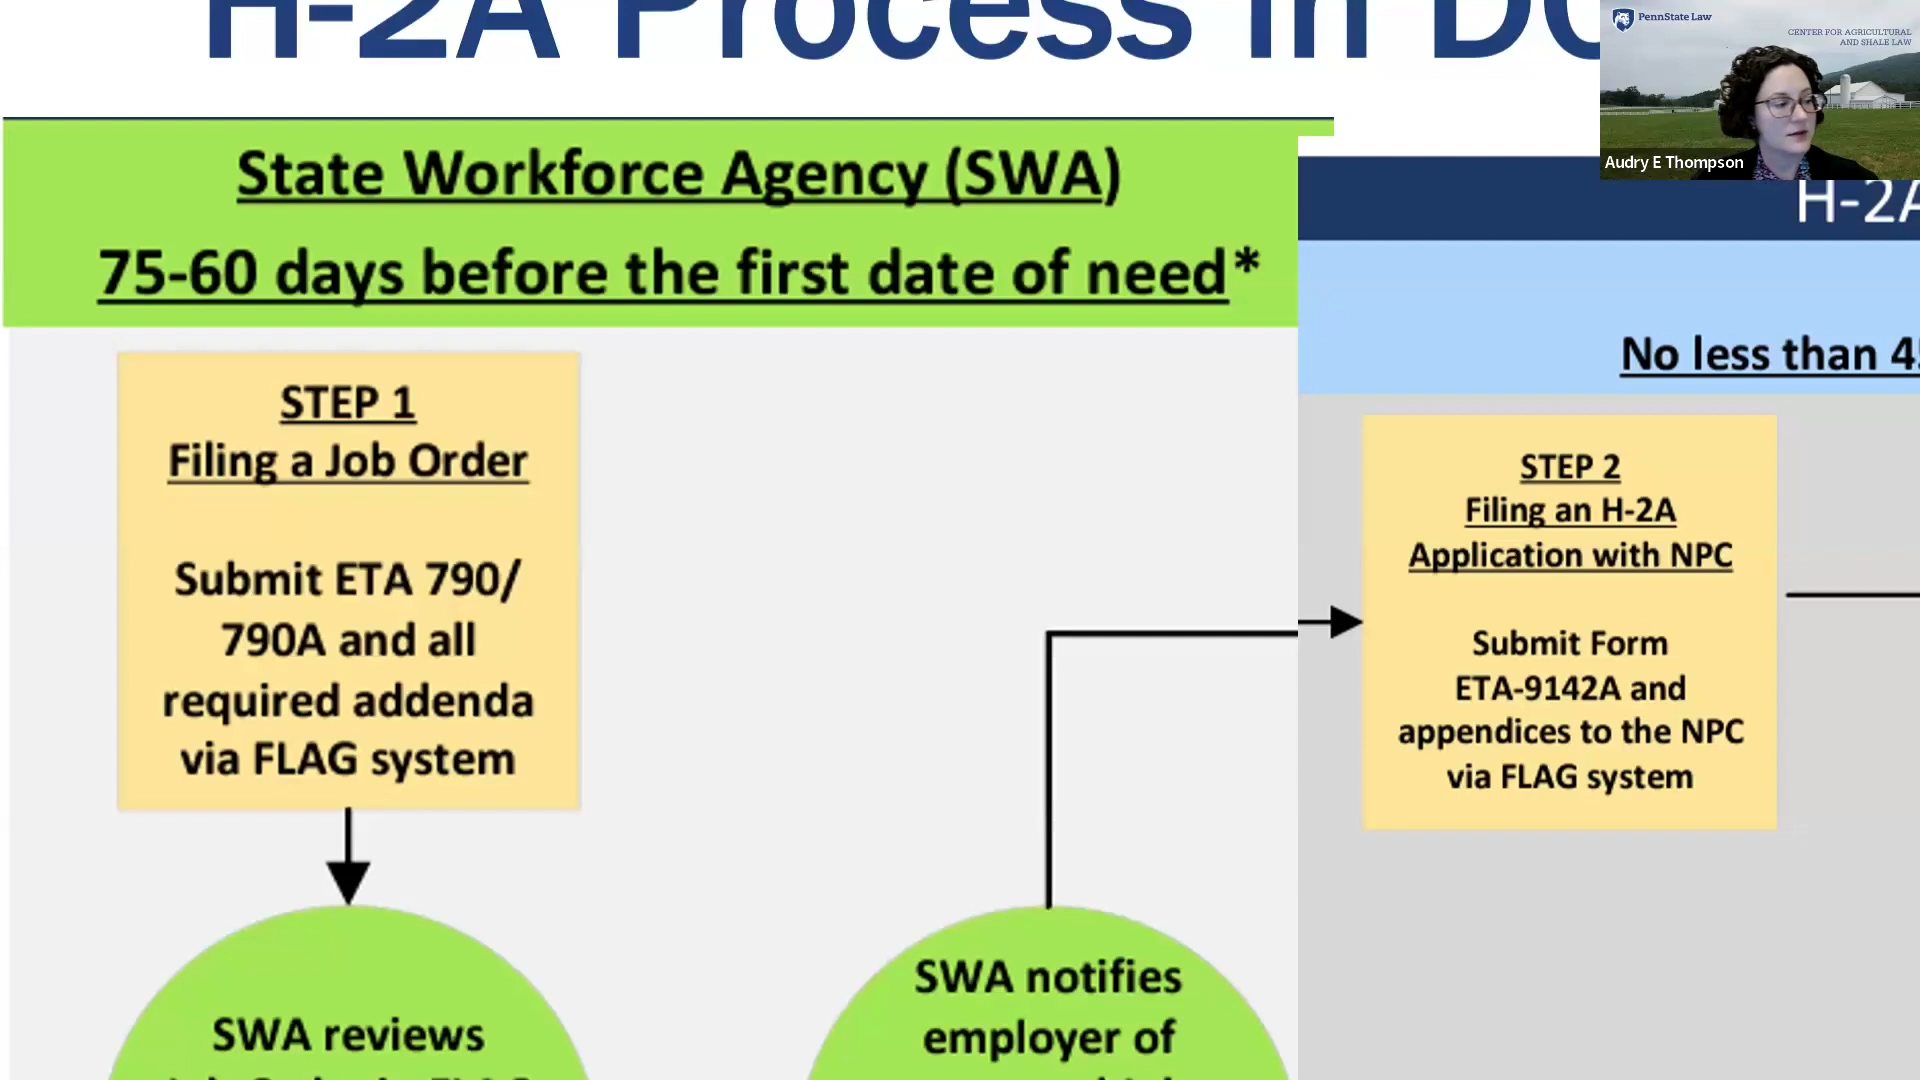 H-2A Process in DO
PennState Law
CENTER FOR AGRICULTURAL
AND SHALE LAW
Audry E Thompson
State Workforce Agency (SWA)
75-60 days before the first date of need*
H-2A
No less than 45
STEP 1
Filing a Job Order
Submit ETA 790/
790A and all
required addenda
via FLAG system
STEP 2
Filing an H-2A
Application with NPC
Submit Form
ETA-9142A and
appendices to the NPC
via FLAG system
SWA reviews
SWA notifies
employer of